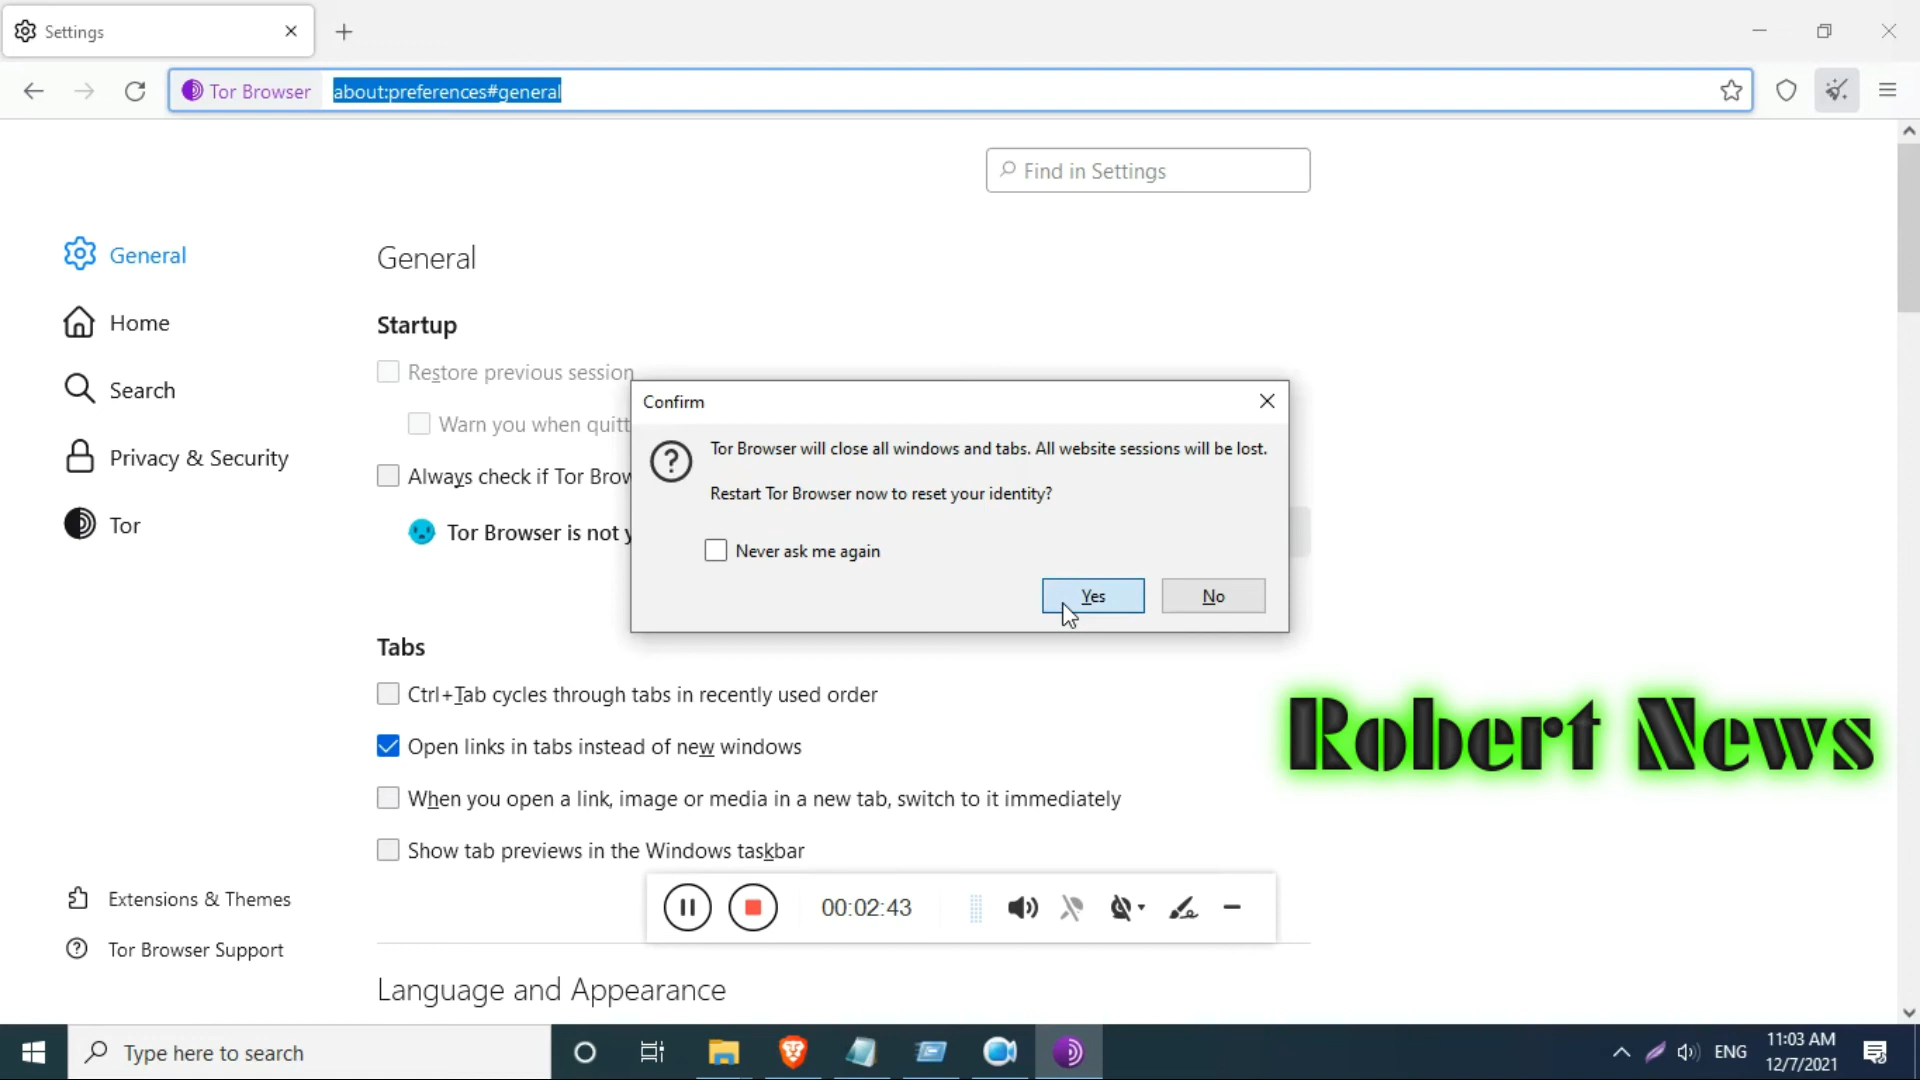 Settings
Tor Browser
about:preferences#general
Find in Settings
General
Home
Search
Privacy & Security
Tor
Extensions & Themes
Tor Browser Support
General
Startup
Restore previous session
Warn you when quitt
Always check if Tor Brow
Tor Browser is not y
Confirm
Tor Browser will close all windows and tabs. All website sessions will be lost.
Restart Tor Browser now to reset your identity?
Never ask me again
Yes
No
Tabs
Ctrl+Tab cycles through tabs in recently used order
Open links in tabs instead of new windows
When you open a link, image or media in a new tab, switch to it immediately
Show tab previews in the Windows taskbar
Robert News
00:02:43
Language and Appearance
Type here to search
ENG
11:03 AM
12/7/2021